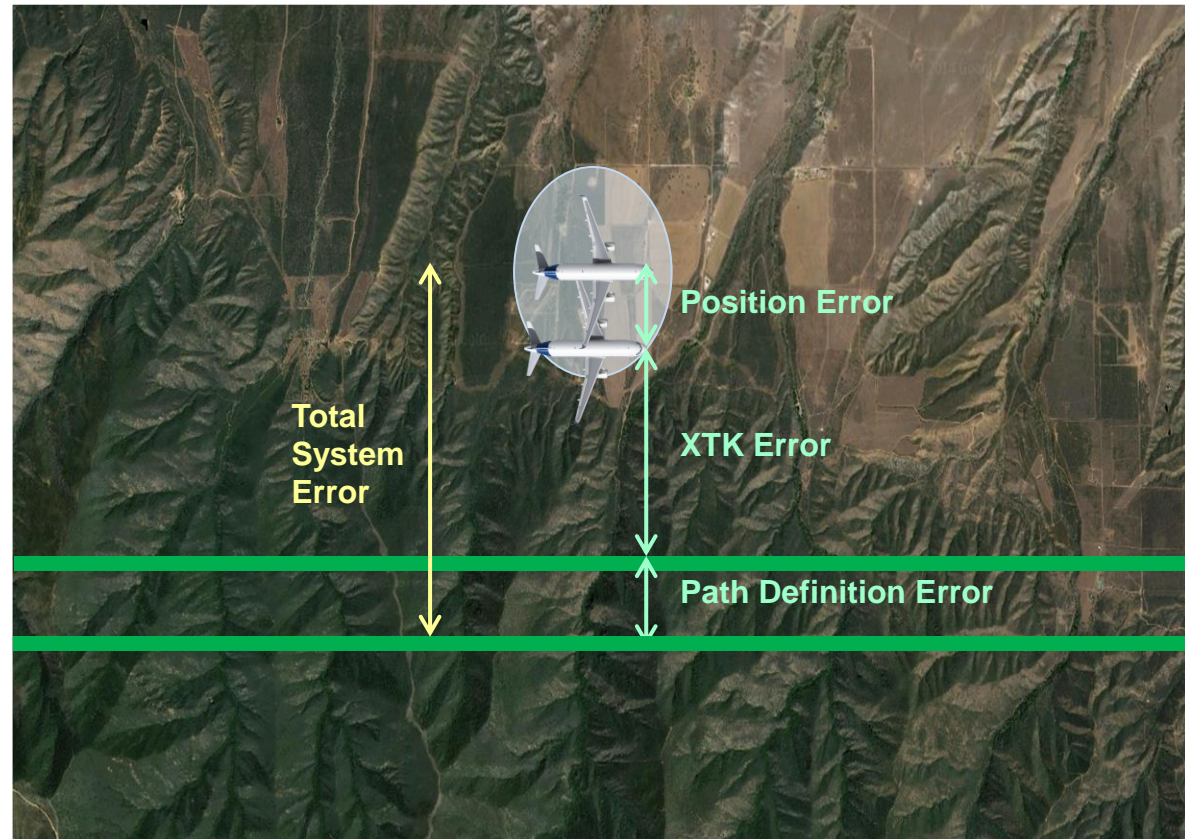 Position Error
Total
System
Error
XTK Error
Path Definition Error